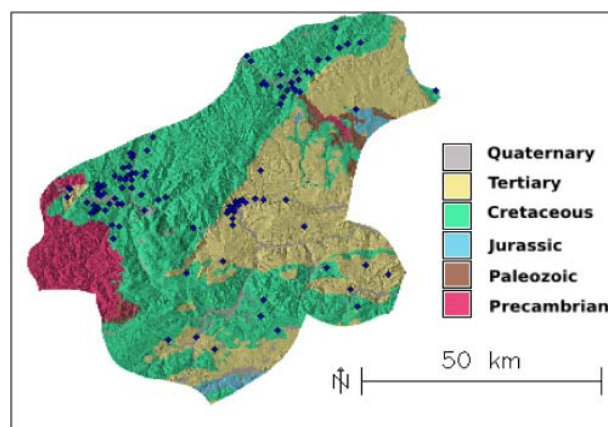 Quaternary
Tertiary
Cretaceous
Jurassic
Paleozoic
Precambrian
50 km
N